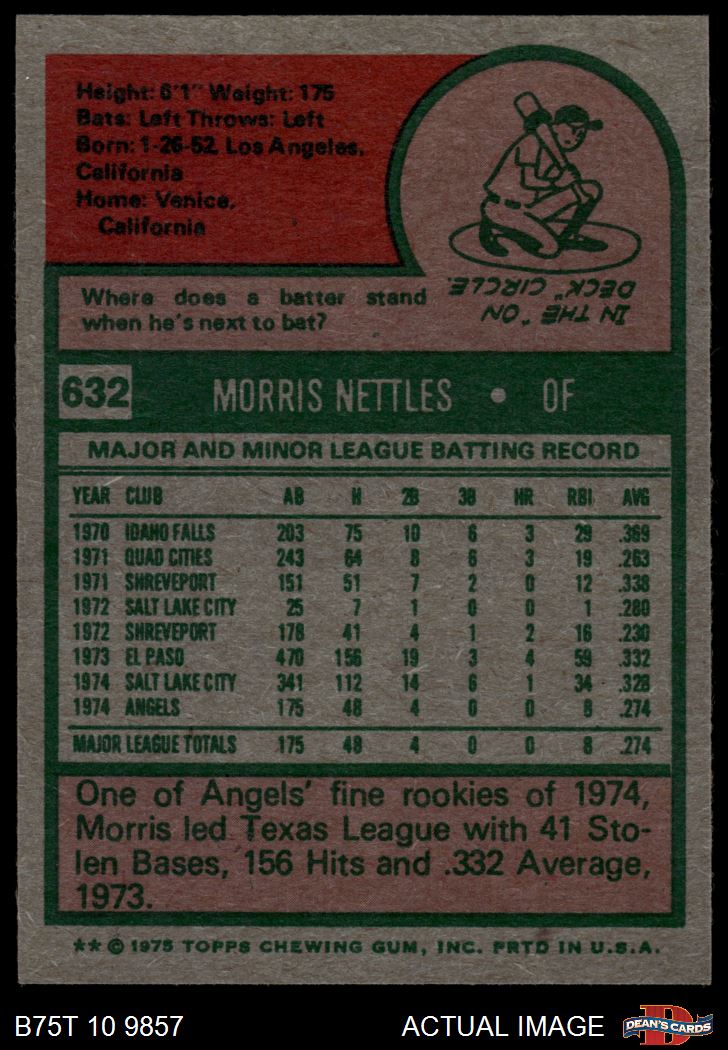 Height: 6'1" Weight: 175
Bats: Left Throws: Left
Born: 1-26-52, Los Angeles,
California
Home: Venice,
California
Where does a batter stand
when he's next to bat?
IN THE "ON
DECK" CIRCLE.
632 MORRIS NETTLES • OF
MAJOR AND MINOR LEAGUE BATTING RECORD
YEAR CLUB AB H 2B 3B HR RBI AVG
1970 IDAHO FALLS 203 75 10 6 3 29 .369
1971 QUAD CITIES 243 64 8 6 3 19 .263
1971 SHREVEPORT 151 51 7 2 0 12 .338
1972 SALT LAKE CITY 25 7 1 0 0 1 .280
1972 SHREVEPORT 178 41 4 1 2 16 .230
1973 EL PASO 470 156 19 3 4 59 .332
1974 SALT LAKE CITY 341 112 14 6 1 34 .328
1974 ANGELS 175 48 4 0 0 8 .274
MAJOR LEAGUE TOTALS 175 48 4 0 0 8 .274
One of Angels' fine rookies of 1974,
Morris led Texas League with 41 Sto-
len Bases, 156 Hits and .332 Average,
1973.
** © 1975 TOPPS CHEWING GUM, INC. PRTD IN U.S.A.
B75T 10 9857 ACTUAL IMAGE D DEAN'S CARDS